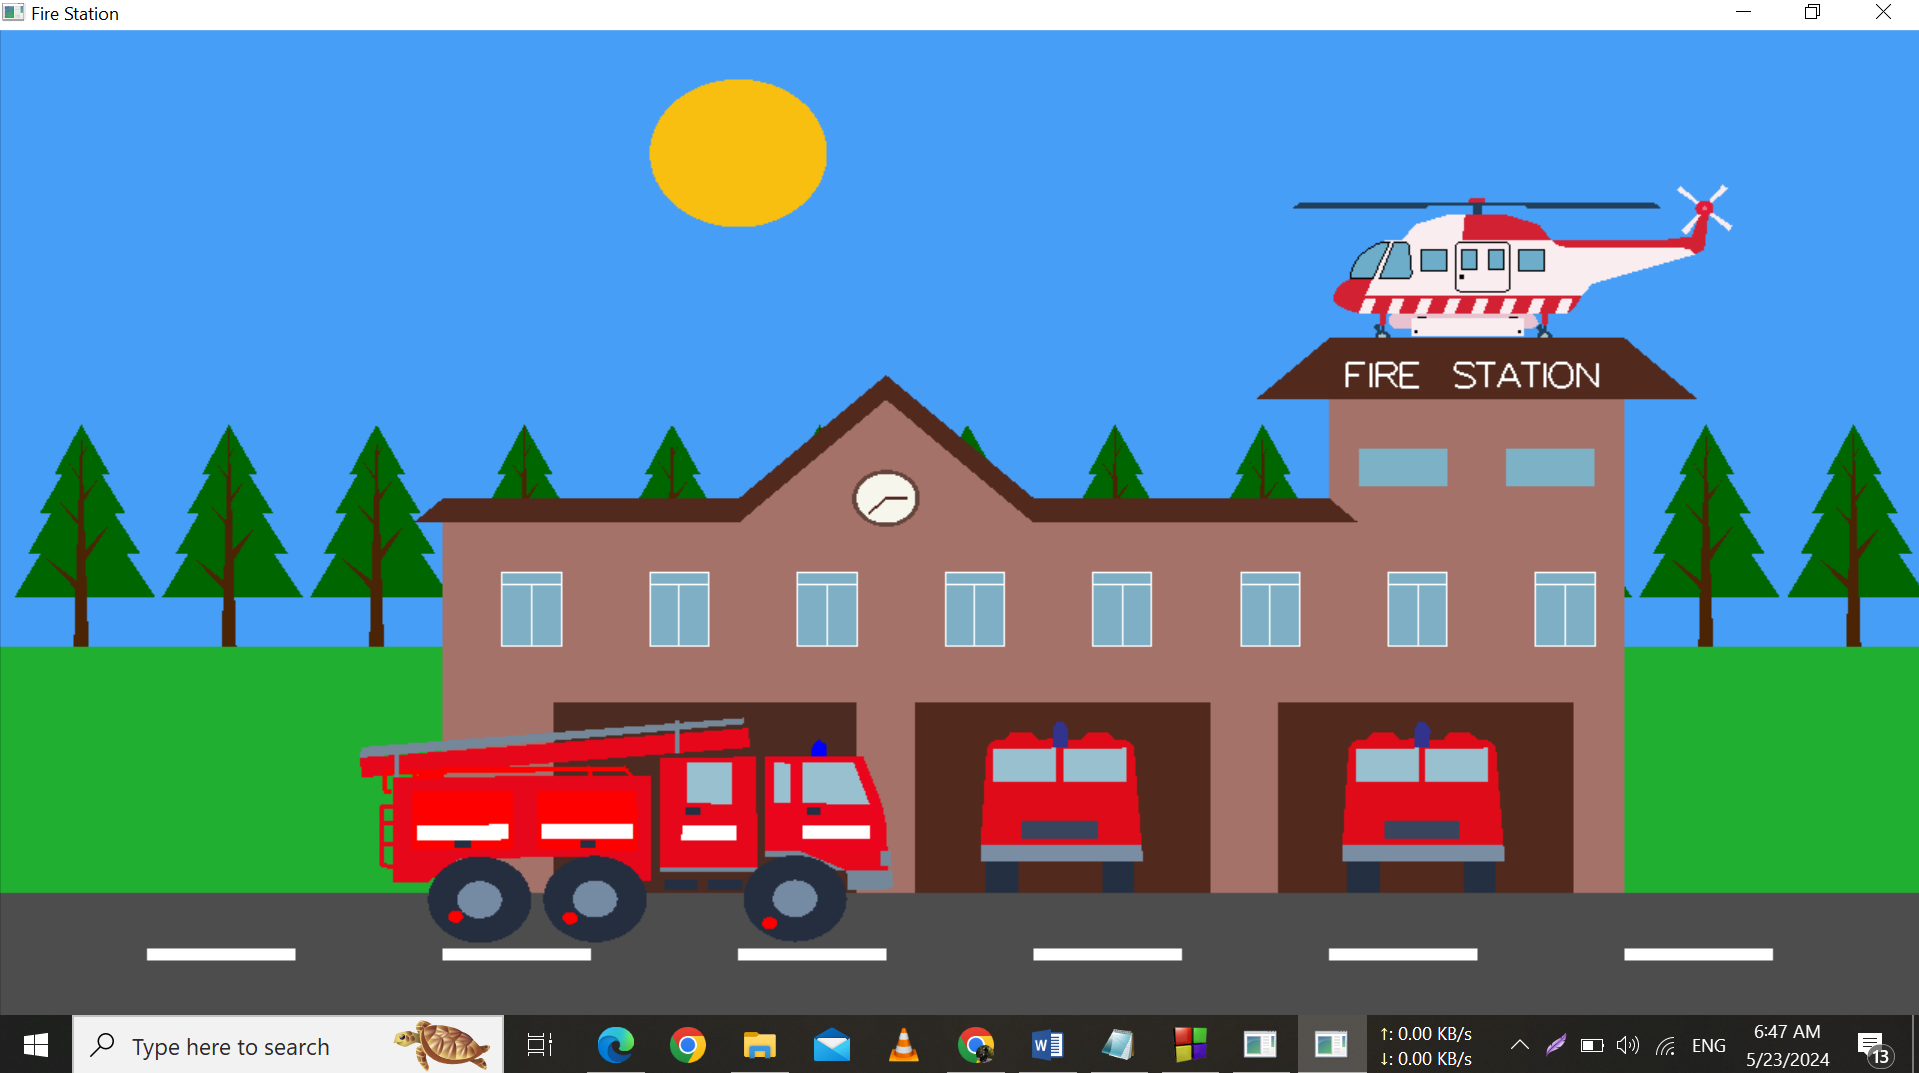 Fire Station
FIRE STATION
Type here to search
W
↑: 0.00 KB/s
↓: 0.00 KB/s
ENG
6:47 AM
5/23/2024
13